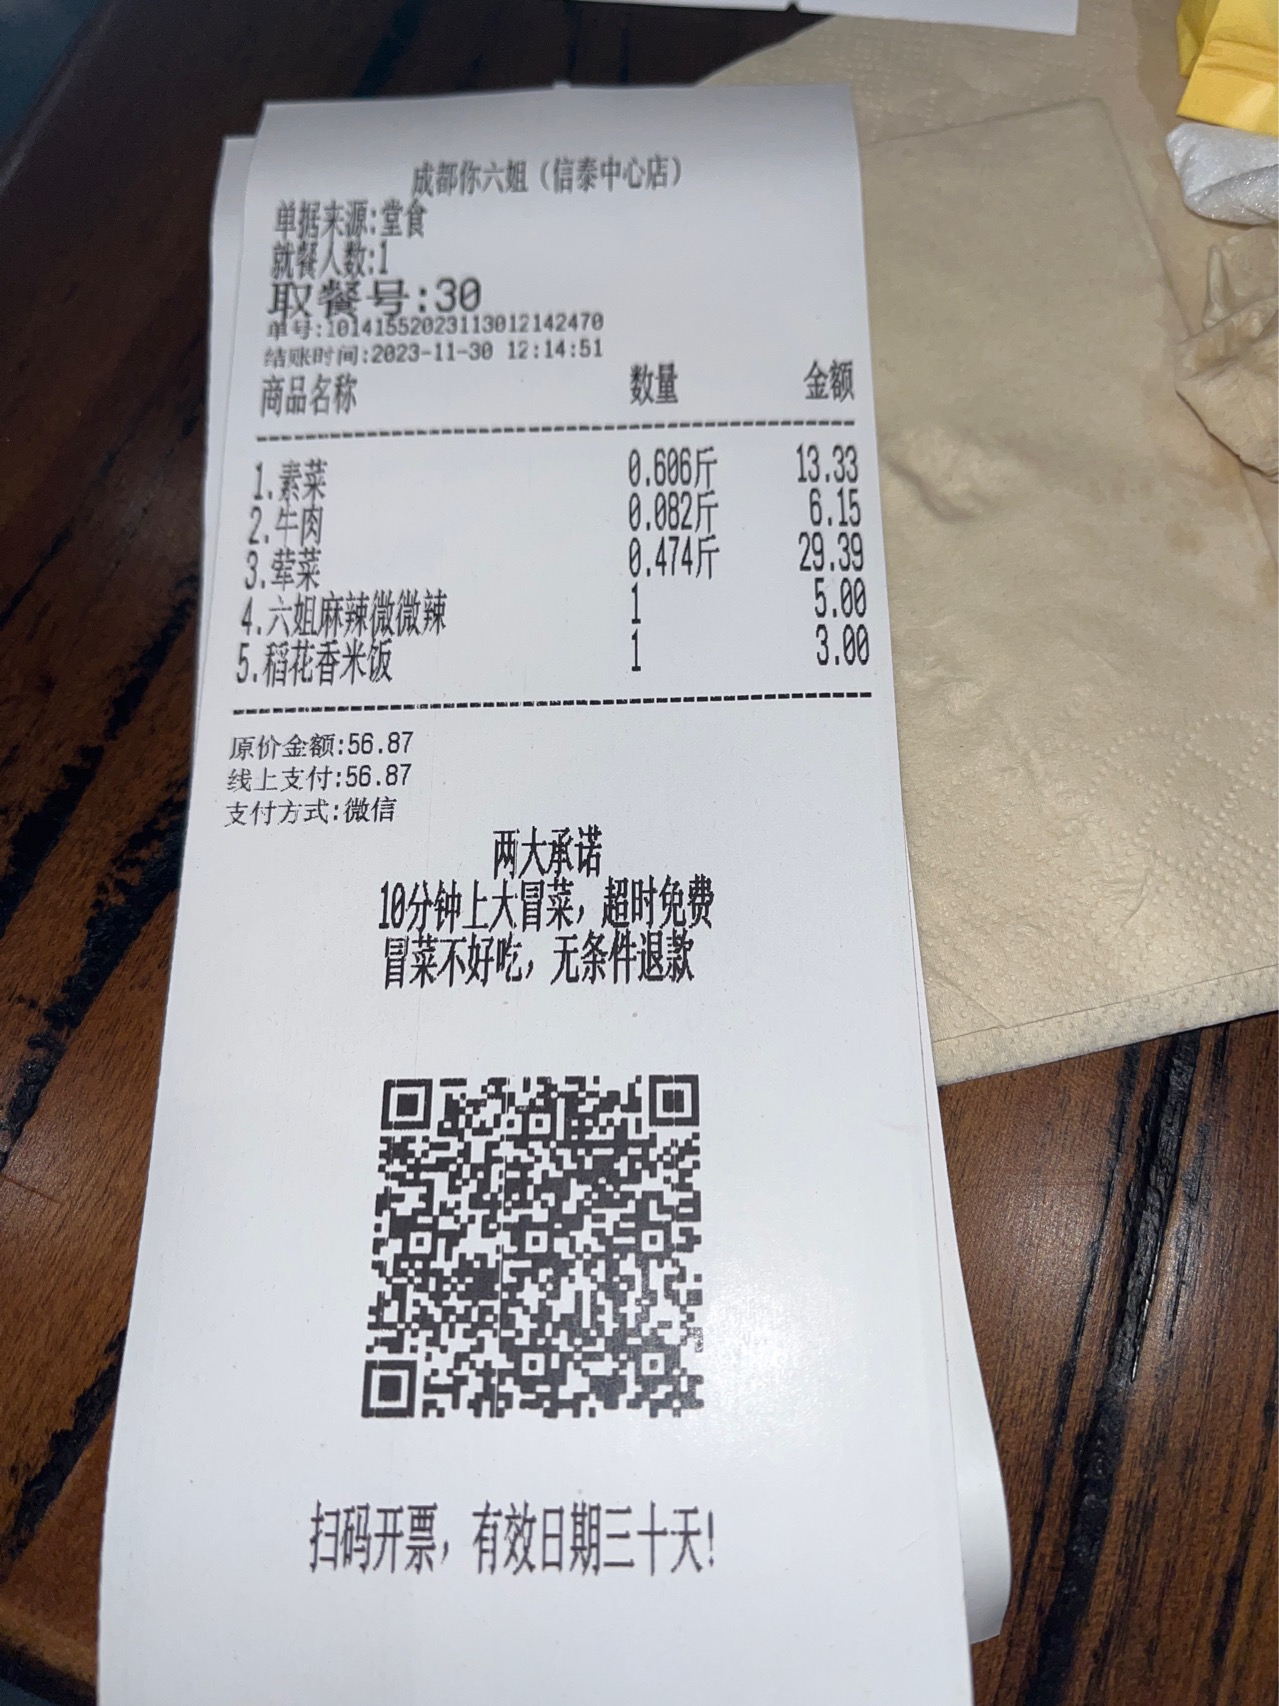 成都你六姐（信泰中心店）
单据来源:堂食
就餐人数:1
取餐号:30
单号:10141552023113012142470
结账时间:2023-11-30 12:14:51
商品名称 数量 金额
1.素菜 0.606斤 13.33
2.牛肉 0.082斤 6.15
3.荤菜 0.474斤 29.39
4.六姐麻辣微微辣 1 5.00
5.稻花香米饭 1 3.00
原价金额:56.87
线上支付:56.87
支付方式:微信
两大承诺
10分钟上大冒菜，超时免费
冒菜不好吃，无条件退款
扫码开票，有效日期三十天!